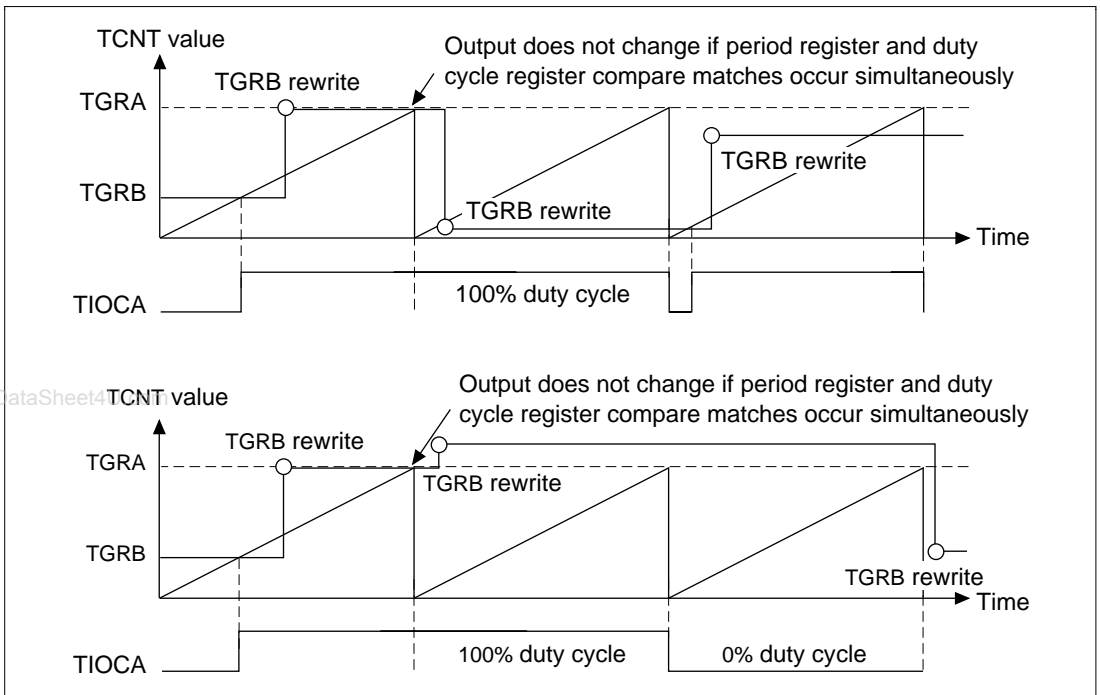 TCNT value
Output does not change if period register and duty
cycle register compare matches occur simultaneously
TGRB rewrite
TGRA
TGRB rewrite
TGRB
TGRB rewrite
Time
100% duty cycle
TIOCA
Output does not change if period register and duty
DataSheet4U.com
TCNT value
cycle register compare matches occur simultaneously
TGRB rewrite
TGRA
TGRB rewrite
TGRB
TGRB rewrite
Time
100% duty cycle
0% duty cycle
TIOCA